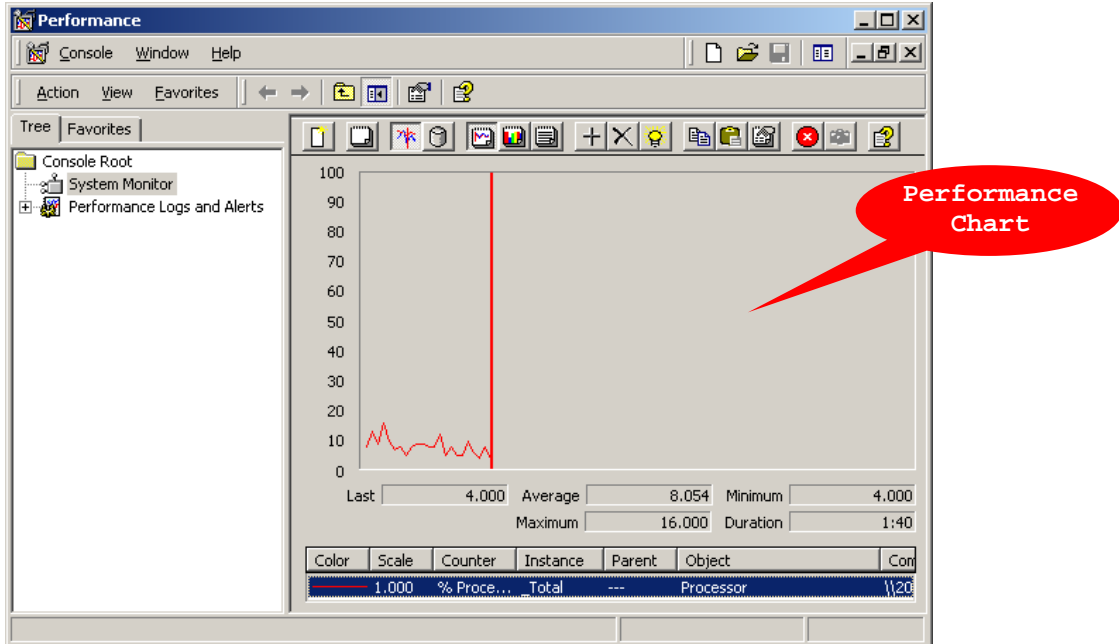 Performance
Console Window Help
Action View Favorites
Tree Favorites
Console Root
System Monitor
Performance Logs and Alerts
100
90
80
70
60
50
40
30
20
10
0
Performance
Chart
Last 4.000 Average 8.054 Minimum 4.000
Maximum 16.000 Duration 1:40
Color Scale Counter Instance Parent Object Com
1.000 % Proce... _Total --- Processor \\20